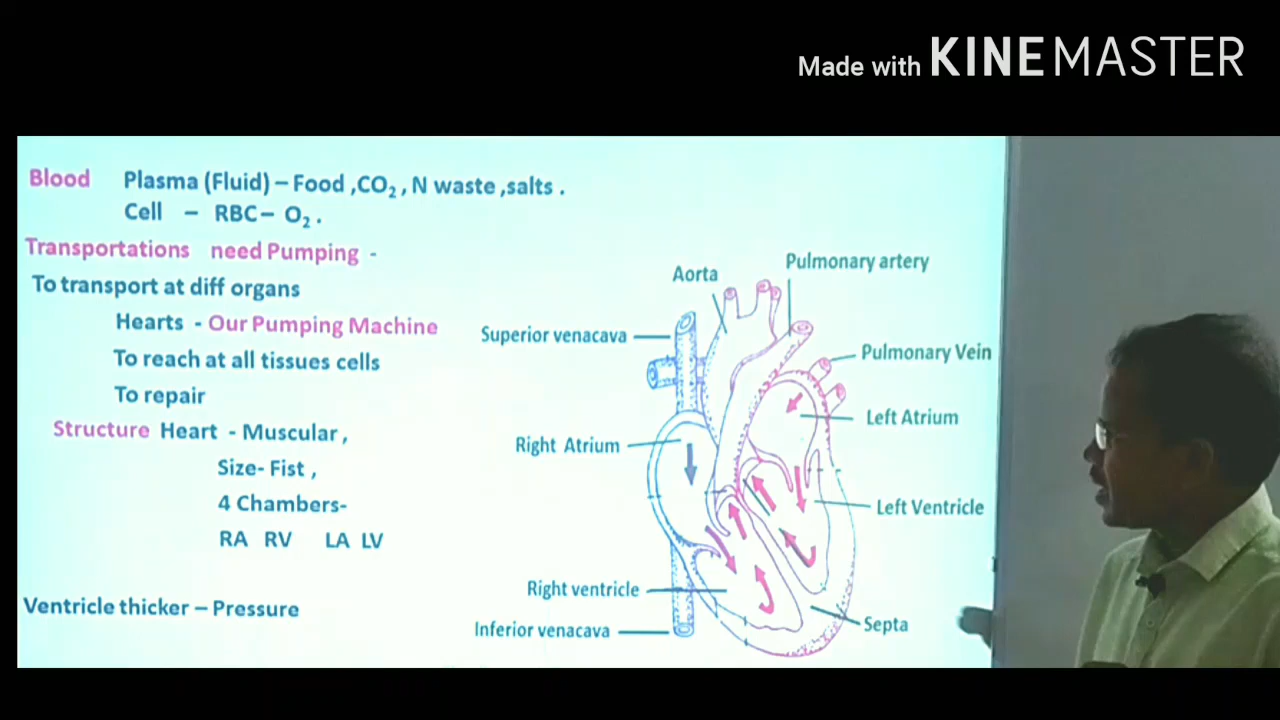 Made with KINEMASTER
Blood Plasma (Fluid) – Food ,CO₂ , N waste ,salts .
Cell – RBC – O₂ .
Transportations need Pumping -
To transport at diff organs
Hearts - Our Pumping Machine
To reach at all tissues cells
To repair
Structure Heart - Muscular ,
Size- Fist ,
4 Chambers-
RA RV LA LV
Ventricle thicker – Pressure
Aorta
Pulmonary artery
Superior venacava
Pulmonary Vein
Left Atrium
Right Atrium
Left Ventricle
Right ventricle
Septa
Inferior venacava